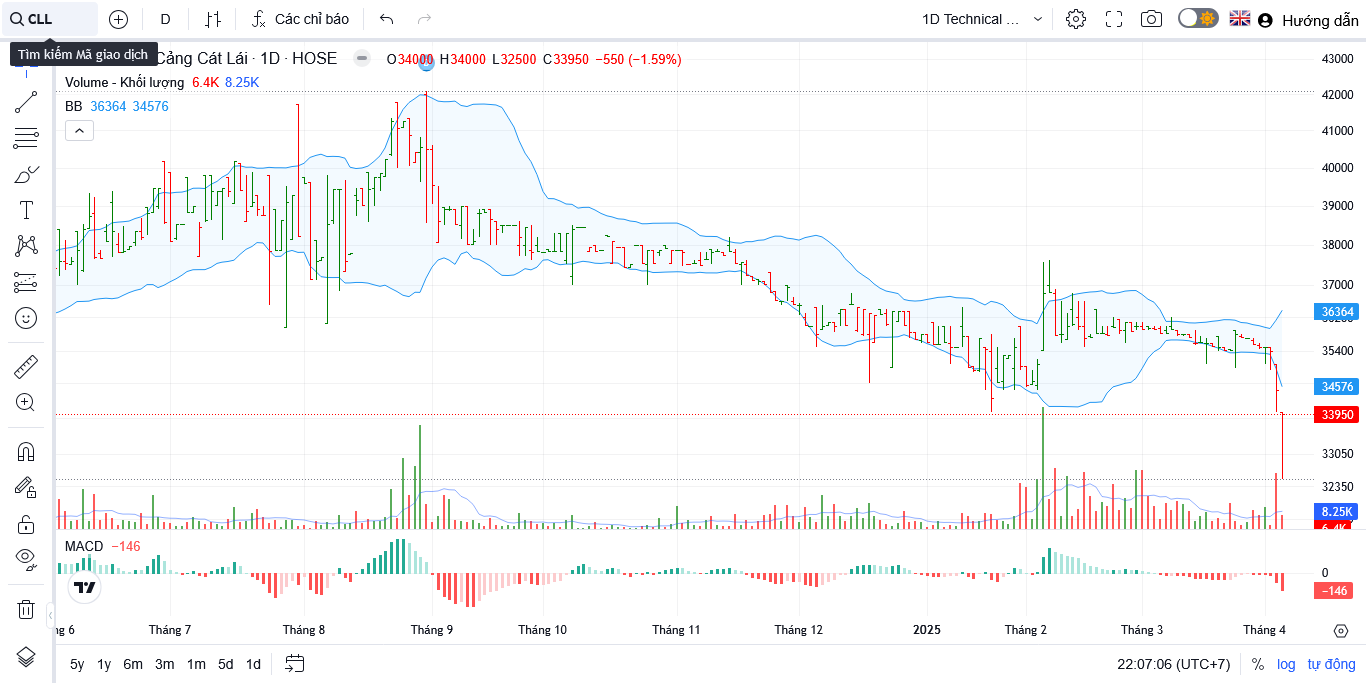 CLL
D
Các chỉ báo
1D Technical ...
Hướng dẫn
Tìm kiếm Mã giao dịch
Cảng Cát Lái · 1D · HOSE
O34000 H34000 L32500 C33950 −550 (−1.59%)
Volume - Khối lượng 6.4K 8.25K
BB 36364 34576
43000
42000
41000
40000
39000
38000
37000
36364
35400
34576
33950
33050
32350
8.25K
6.4K
MACD −146
0
−146
ng 6
Tháng 7
Tháng 8
Tháng 9
Tháng 10
Tháng 11
Tháng 12
2025
Tháng 2
Tháng 3
Tháng 4
5y 1y 6m 3m 1m 5d 1d
22:07:06 (UTC+7)
%
log
tự động